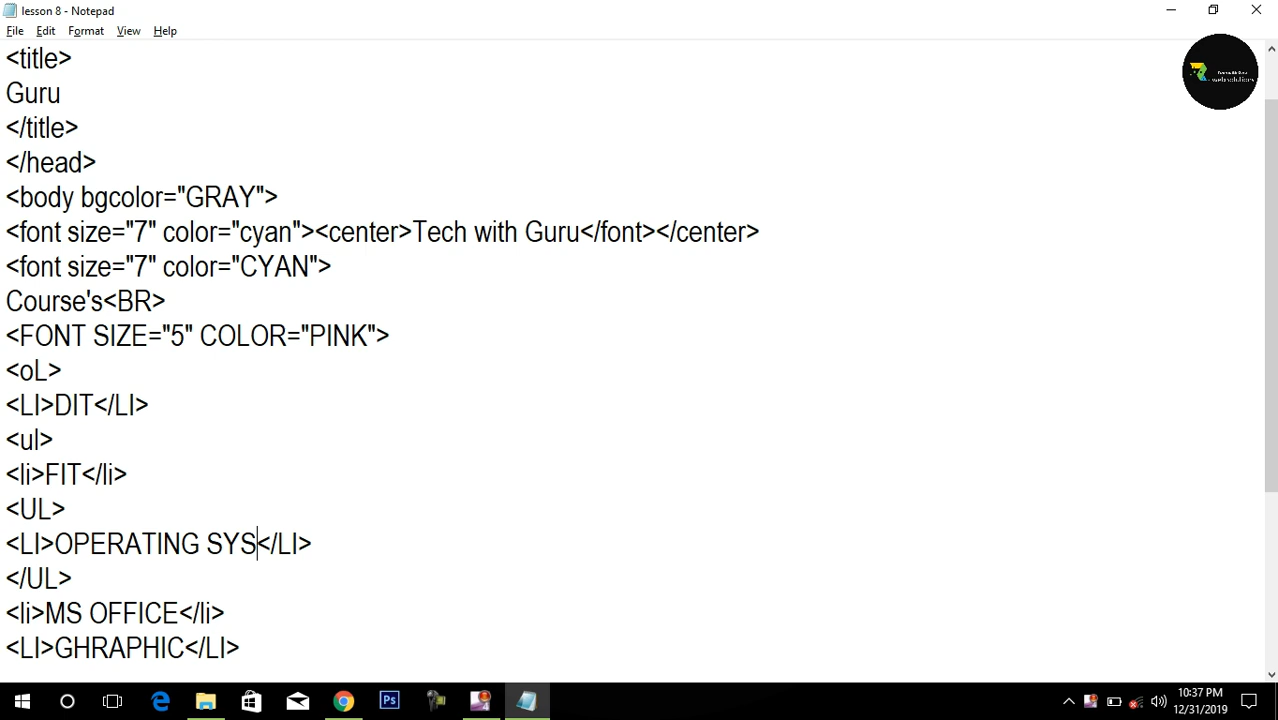 lesson 8 - Notepad
File Edit Format View Help
<title>
Guru
</title>
</head>
<body bgcolor="GRAY">
<font size="7" color="cyan"><center>Tech with Guru</font></center>
<font size="7" color="CYAN">
Course's<BR>
<FONT SIZE="5" COLOR="PINK">
<oL>
<LI>DIT</LI>
<ul>
<li>FIT</li>
<UL>
<LI>OPERATING SYS</LI>
</UL>
<li>MS OFFICE</li>
<LI>GHRAPHIC</LI>
Ps
10:37 PM
12/31/2019